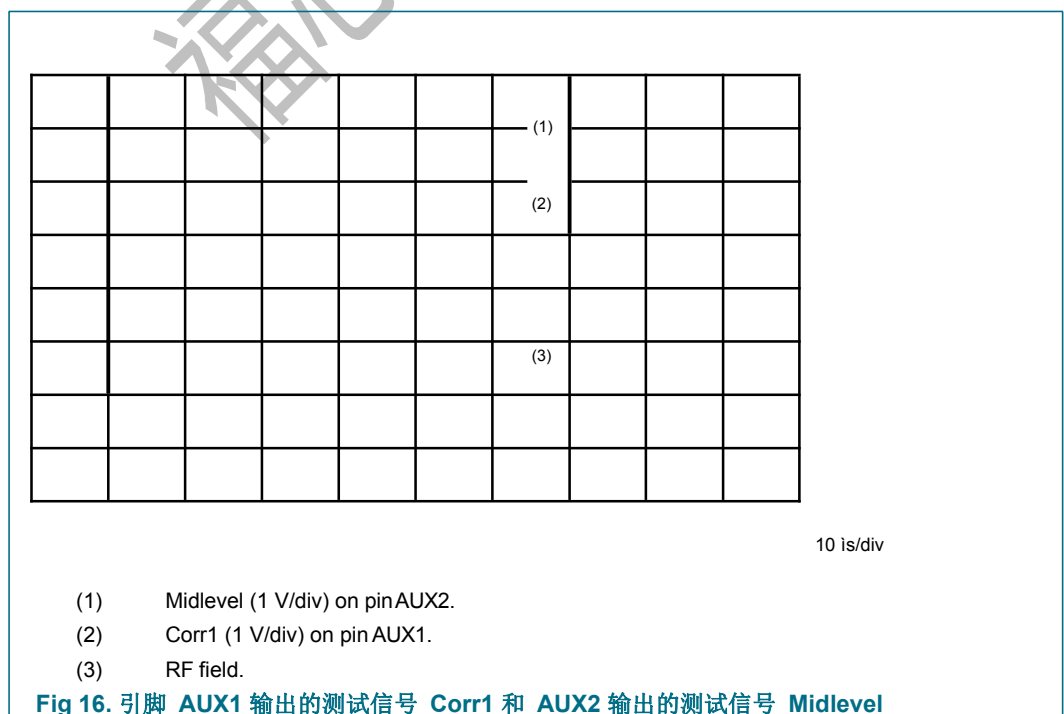 福
(1)
(2)
(3)
10 ìs/div
(1) Midlevel (1 V/div) on pinAUX2.
(2) Corr1 (1 V/div) on pin AUX1.
(3) RF field.
Fig 16. 引脚 AUX1 输出的测试信号 Corr1 和 AUX2 输出的测试信号 Midlevel